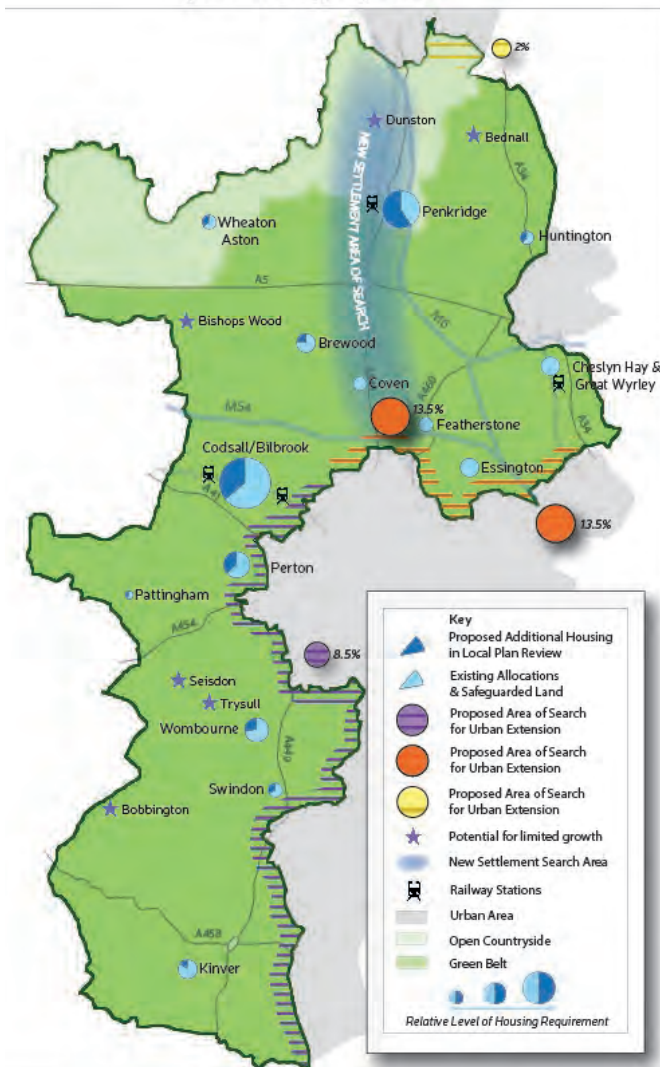 2%
Dunston
Bednall
A34
NEW SETTLEMENT AREA OF SEARCH
Penkridge
Wheaton
Aston
Huntington
A5
M6
Bishops Wood
Brewood
Coven
A460
Cheslyn Hay &
Great Wyrley
M54
13.5%
Featherstone
A34
Codsall/Bilbrook
Essington
A41
13.5%
Perton
Pattingham
A454
8.5%
Seisdon
Trysull
Wombourne
A449
Swindon
Bobbington
A458
Kinver
Key
Proposed Additional Housing
in Local Plan Review
Existing Allocations
& Safeguarded Land
Proposed Area of Search
for Urban Extension
Proposed Area of Search
for Urban Extension
Proposed Area of Search
for Urban Extension
Potential for limited growth
New Settlement Search Area
Railway Stations
Urban Area
Open Countryside
Green Belt
Relative Level of Housing Requirement